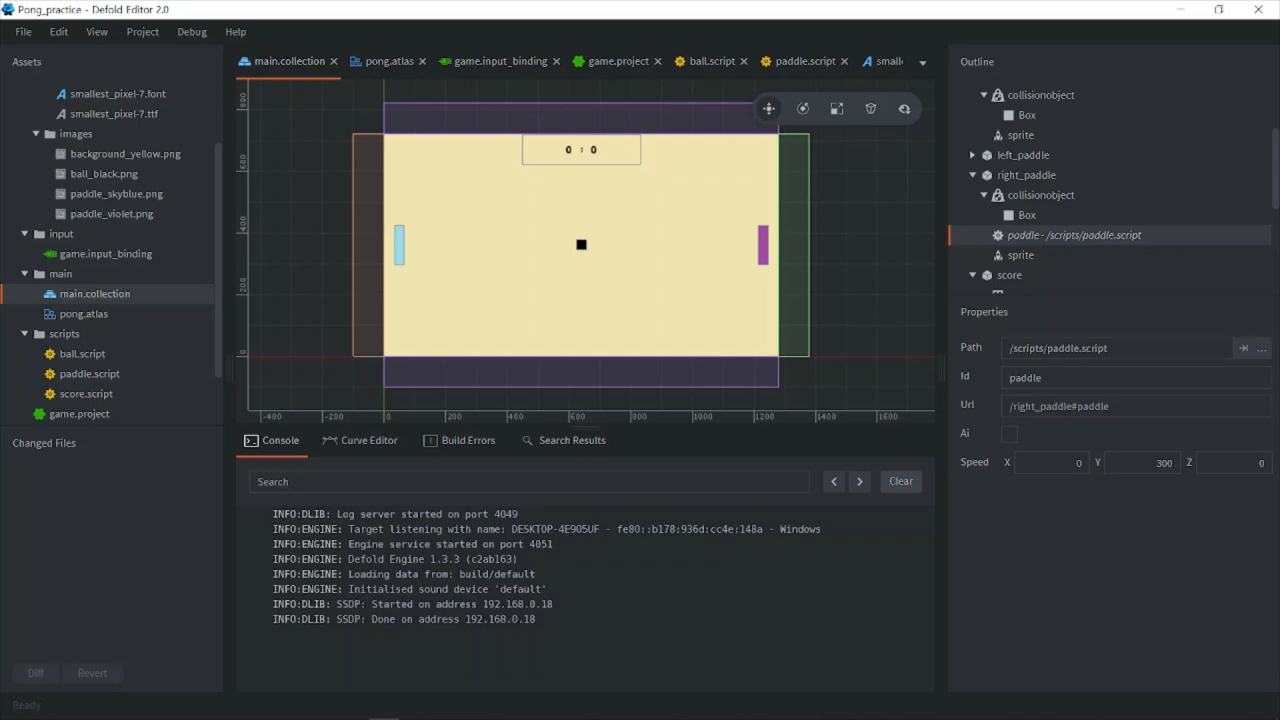 Pong_practice - Defold Editor 2.0
File Edit View Project Debug Help
Assets
smallest_pixel-7.font
smallest_pixel-7.ttf
images
background_yellow.png
ball_black.png
paddle_skyblue.png
paddle_violet.png
input
game.input_binding
main
main.collection
pong.atlas
scripts
ball.script
paddle.script
score.script
game.project
Changed Files
Diff Revert
Ready
main.collection pong.atlas game.input_binding game.project ball.script paddle.script small
0 : 0
800
600
400
200
0
-400 -200 0 200 400 600 800 1000 1200 1400 1600
Console Curve Editor Build Errors Search Results
Search
Clear
INFO:DLIB: Log server started on port 4049
INFO:ENGINE: Target listening with name: DESKTOP-4E905UF - fe80::b178:936d:cc4e:148a - Windows
INFO:ENGINE: Engine service started on port 4051
INFO:ENGINE: Defold Engine 1.3.3 (c2ab163)
INFO:ENGINE: Loading data from: build/default
INFO:ENGINE: Initialised sound device 'default'
INFO:DLIB: SSDP: Started on address 192.168.0.18
INFO:DLIB: SSDP: Done on address 192.168.0.18
Outline
collisionobject
Box
sprite
left_paddle
right_paddle
collisionobject
Box
paddle - /scripts/paddle.script
sprite
score
Properties
Path /scripts/paddle.script ...
Id paddle
Url /right_paddle#paddle
Ai
Speed X 0 Y 300 Z 0